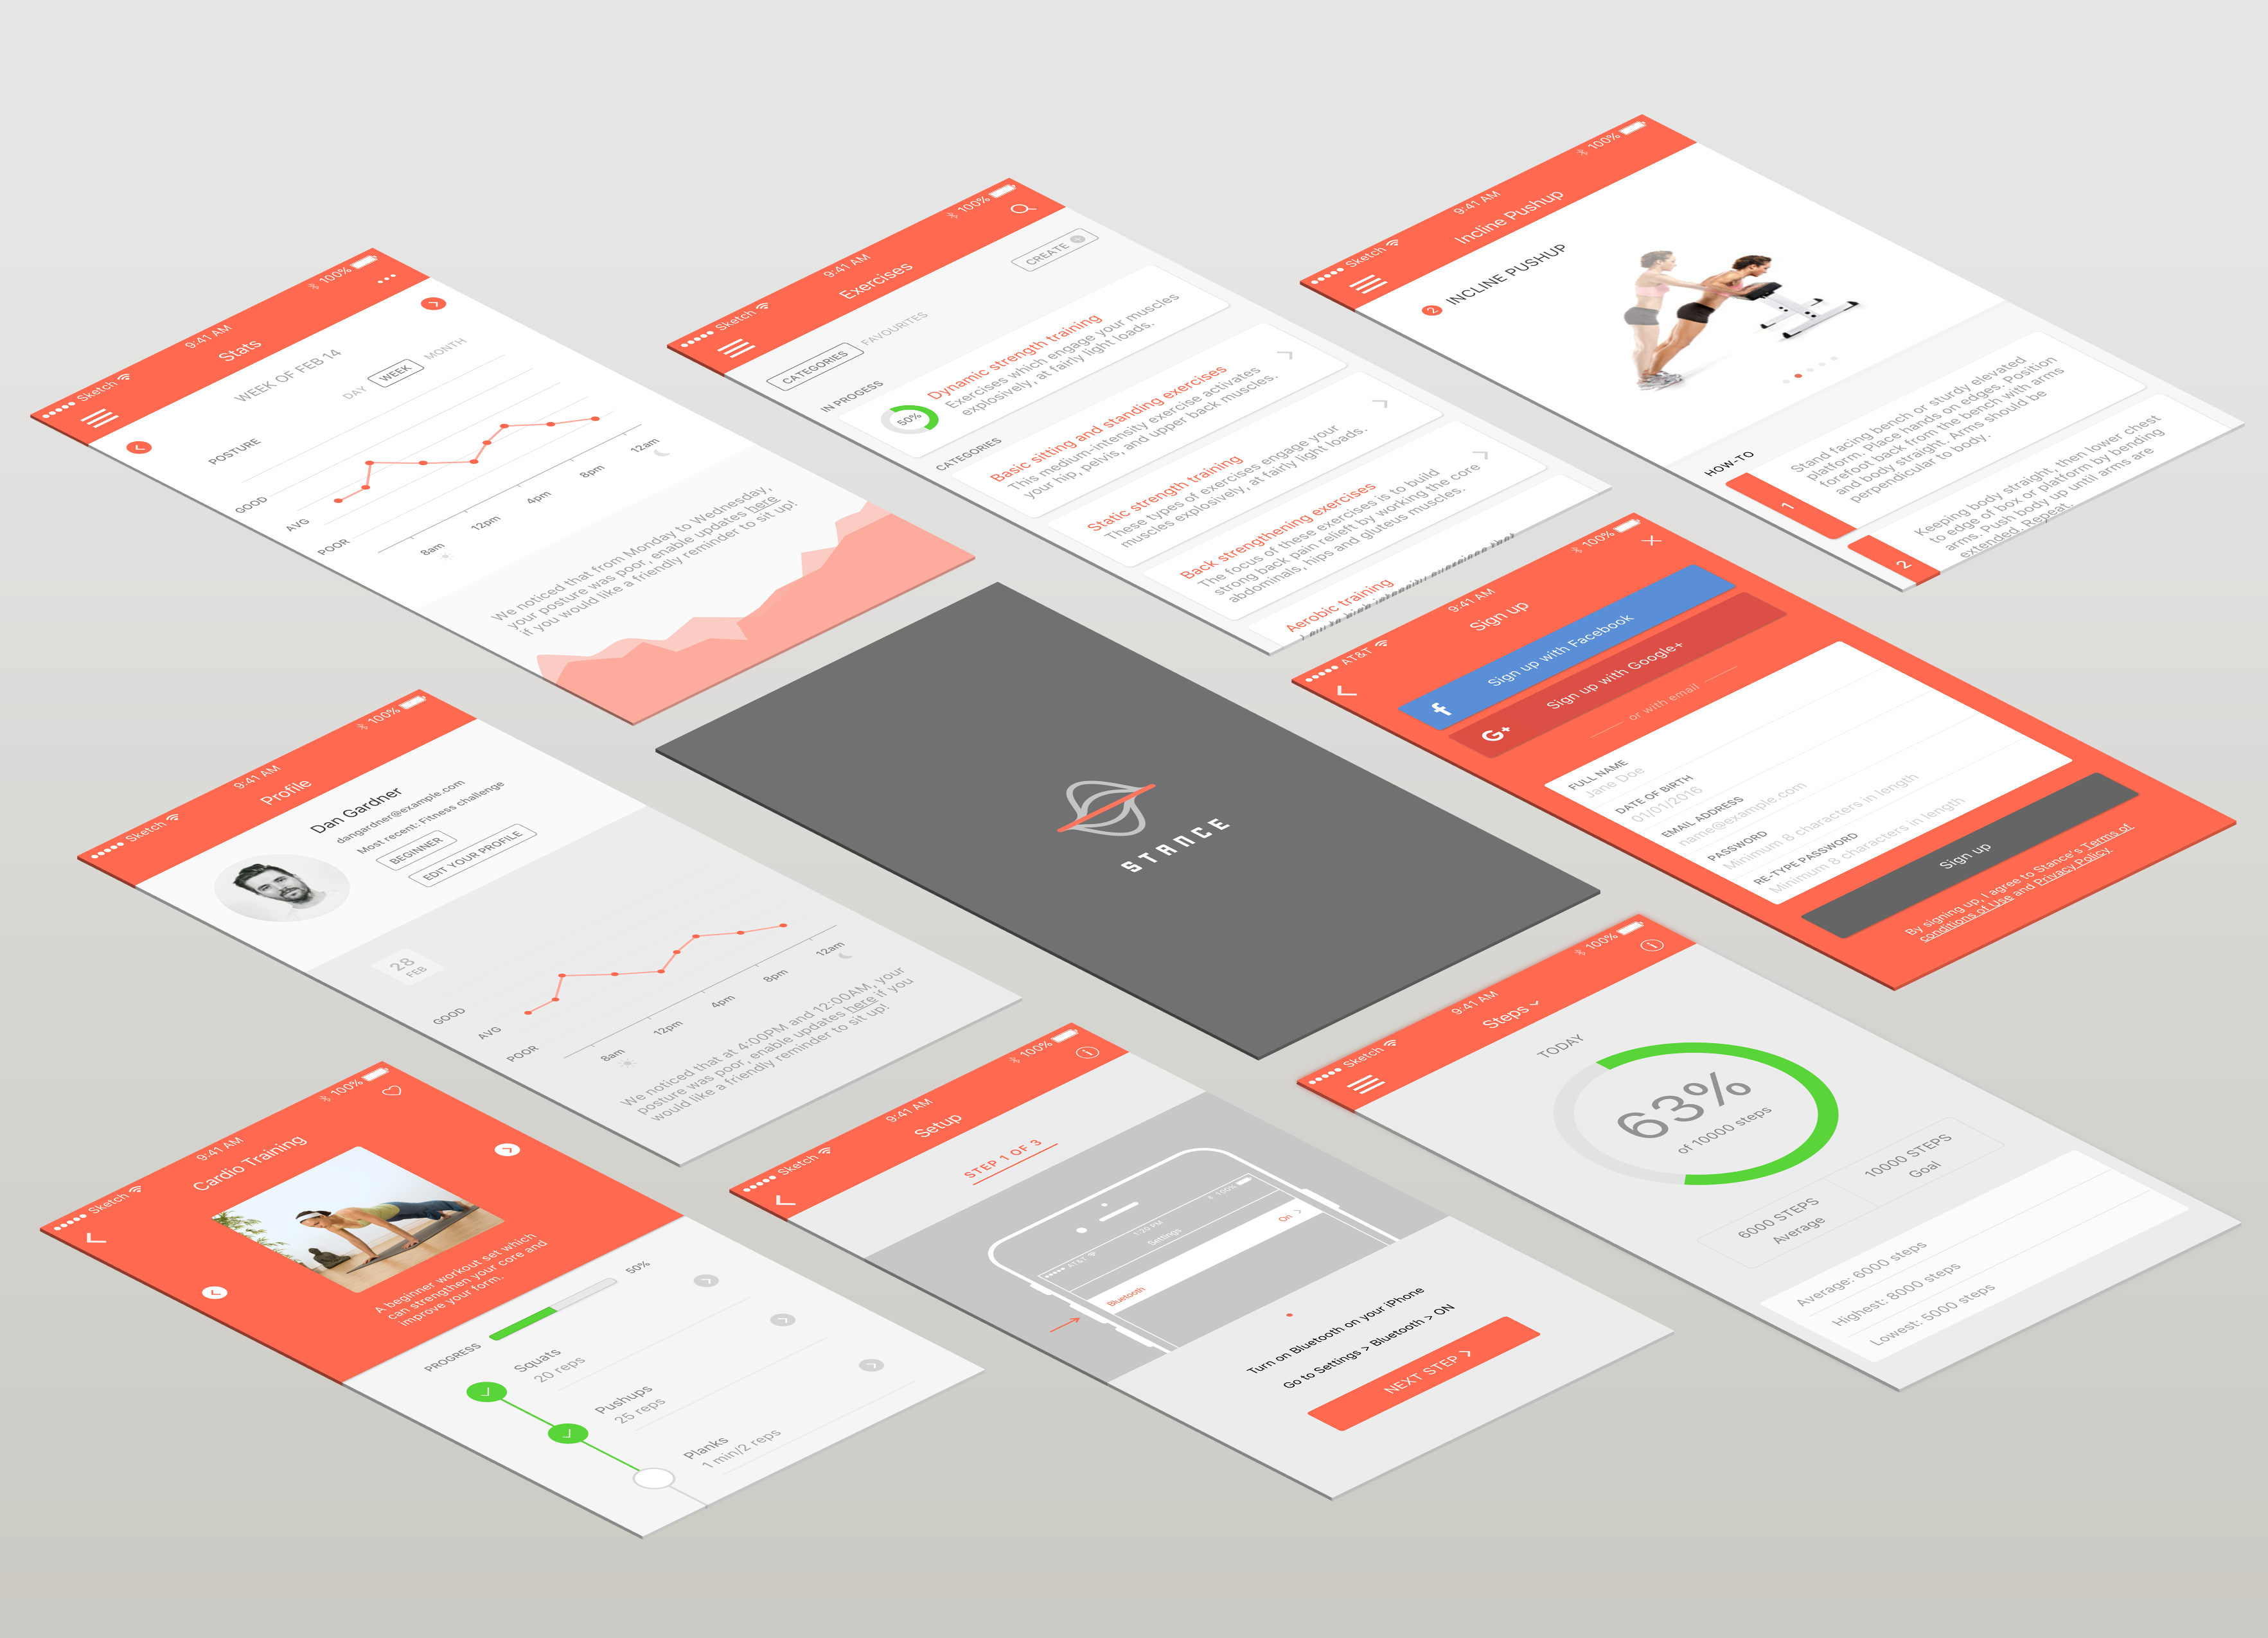 Sketch 9:41 AM 100%
Stats
WEEK OF FEB 14
DAY WEEK MONTH
POSTURE
GOOD
AVG
POOR
8am 12pm 4pm 8pm 12am
We noticed that from Monday to Wednesday,
your posture was poor, enable updates here
if you would like a friendly reminder to sit up!
Sketch 9:41 AM 100%
Exercises
CREATE
CATEGORIES FAVOURITES
IN PROGESS
50%
Dynamic strength training
Exercises which engage your muscles
explosively, at fairly light loads.
CATEGORIES
Basic sitting and standing exercises
This medium-intensity exercise activates
your hip, pelvis, and upper back muscles.
Static strength training
These types of exercises engage your
muscles explosively, at fairly light loads.
Back strengthening exercises
The focus of these exercises is to build
strong back pain relieft by working the core
abdominals, hips and gluteus muscles.
Aerobic training
Sketch 9:41 AM 100%
Incline Pushup
2 INCLINE PUSHUP
HOW-TO
1
Stand facing bench or sturdy elevated
platform. Place hands on edges. Position
forefoot back from the bench with arms
and body straight. Arms should be
perpendicular to body.
2
Keeping body straight, then lower chest
to edge of box or platform by bending
arms. Push body up until arms are
extended. Repeat.
Sketch 9:41 AM 100%
Profile
Dan Gardner
dangardner@example.com
Most recent: Fitness challenge
BEGINNER
EDIT YOUR PROFILE
28
FEB
GOOD
AVG
POOR
8am 12pm 4pm 8pm 12am
We noticed that at 4:00PM and 12:00AM, your
posture was poor, enable updates here if you
would like a friendly reminder to sit up!
STANCE
AT&T 9:41 AM 100%
Sign up
Sign up with Facebook
G+ Sign up with Google+
or with email
FULL NAME
Jane Doe
DATE OF BIRTH
01/01/2016
EMAIL ADDRESS
name@example.com
PASSWORD
Minimum 8 characters in length
RE-TYPE PASSWORD
Minimum 8 characters in length
Sign up
By signing up, I agree to Stance's Terms of
conditions of Use and Privacy Policy.
Sketch 9:41 AM 100%
Cardio Training
A beginner workout set which
can strengthen your core and
improve your form.
PROGRESS 50%
Squats
20 reps
Pushups
25 reps
Planks
1 min/2 reps
Sketch 9:41 AM 100%
Setup
STEP 1 OF 3
AT&T 1:20 PM 100%
Settings
Bluetooth On
Turn on Bluetooth on your iPhone
Go to Settings > Bluetooth > ON
NEXT STEP
Sketch 9:41 AM 100%
Steps
TODAY
63%
of 10000 steps
6000 STEPS
Average
10000 STEPS
Goal
Average: 6000 steps
Highest: 8000 steps
Lowest: 5000 steps